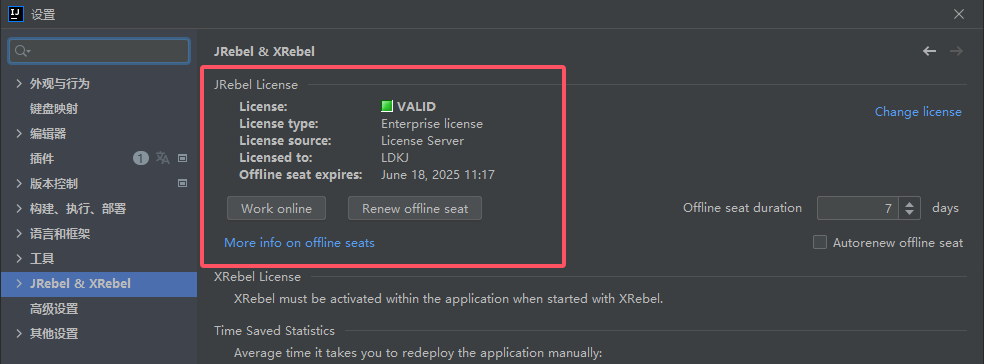 设置
JRebel & XRebel
外观与行为
键盘映射
编辑器
插件 1
版本控制
构建、执行、部署
语言和框架
工具
JRebel & XRebel
高级设置
其他设置
JRebel License
License: VALID
Change license
License type: Enterprise license
License source: License Server
Licensed to: LDKJ
Offline seat expires: June 18, 2025 11:17
Work online Renew offline seat Offline seat duration 7 days
More info on offline seats Autorenew offline seat
XRebel License
XRebel must be activated within the application when started with XRebel.
Time Saved Statistics
Average time it takes you to redeploy the application manually: